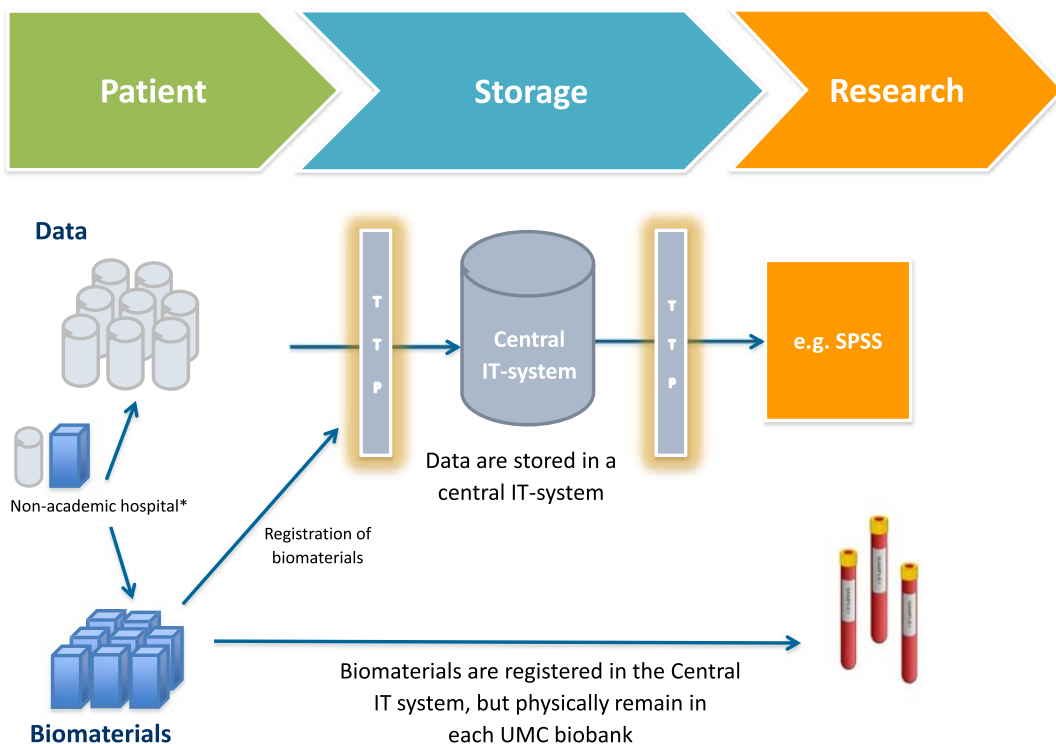 Patient
Storage
Research
Data
T
T
P
Central
IT-system
T
T
P
e.g. SPSS
Data are stored in a
central IT-system
Non-academic hospital*
Registration of
biomaterials
Biomaterials are registered in the Central
IT system, but physically remain in
each UMC biobank
Biomaterials